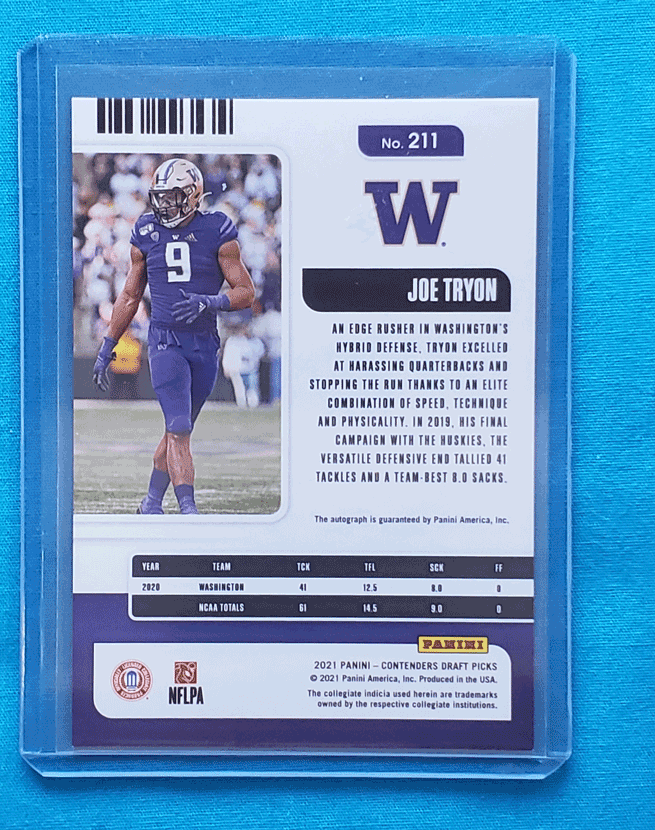 No. 211
W
JOE TRYON
AN EDGE RUSHER IN WASHINGTON'S
HYBRID DEFENSE, TRYON EXCELLED
AT HARASSING QUARTERBACKS AND
STOPPING THE RUN THANKS TO AN ELITE
COMBINATION OF SPEED, TECHNIQUE
AND PHYSICALITY. IN 2019, HIS FINAL
CAMPAIGN WITH THE HUSKIES, THE
VERSATILE DEFENSIVE END TALLIED 41
TACKLES AND A TEAM-BEST 8.0 SACKS.
The autograph is guaranteed by Panini America, Inc.
W
9
YEAR TEAM TCK TFL SCK FF
2020 WASHINGTON 41 12.5 8.0 0
NCAA TOTALS 61 14.5 9.0 0
PANINI
2021 PANINI – CONTENDERS DRAFT PICKS
© 2021 Panini America, Inc. Produced in the USA.
The collegiate indicia used herein are trademarks
owned by the respective collegiate institutions.
NFLPA